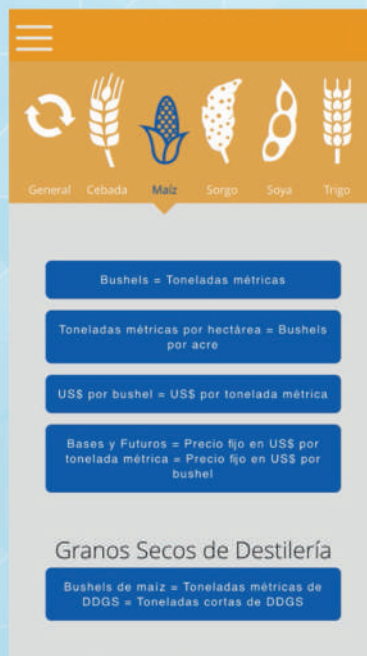 General Cebada Maíz Sorgo Soya Trigo
Bushels = Toneladas métricas
Toneladas métricas por hectárea = Bushels
por acre
US$ por bushel = US$ por tonelada métrica
Bases y Futuros = Precio fijo en US$ por
tonelada métrica = Precio fijo en US$ por
bushel
Granos Secos de Destilería
Bushels de maíz = Toneladas métricas de
DDGS = Toneladas cortas de DDGS